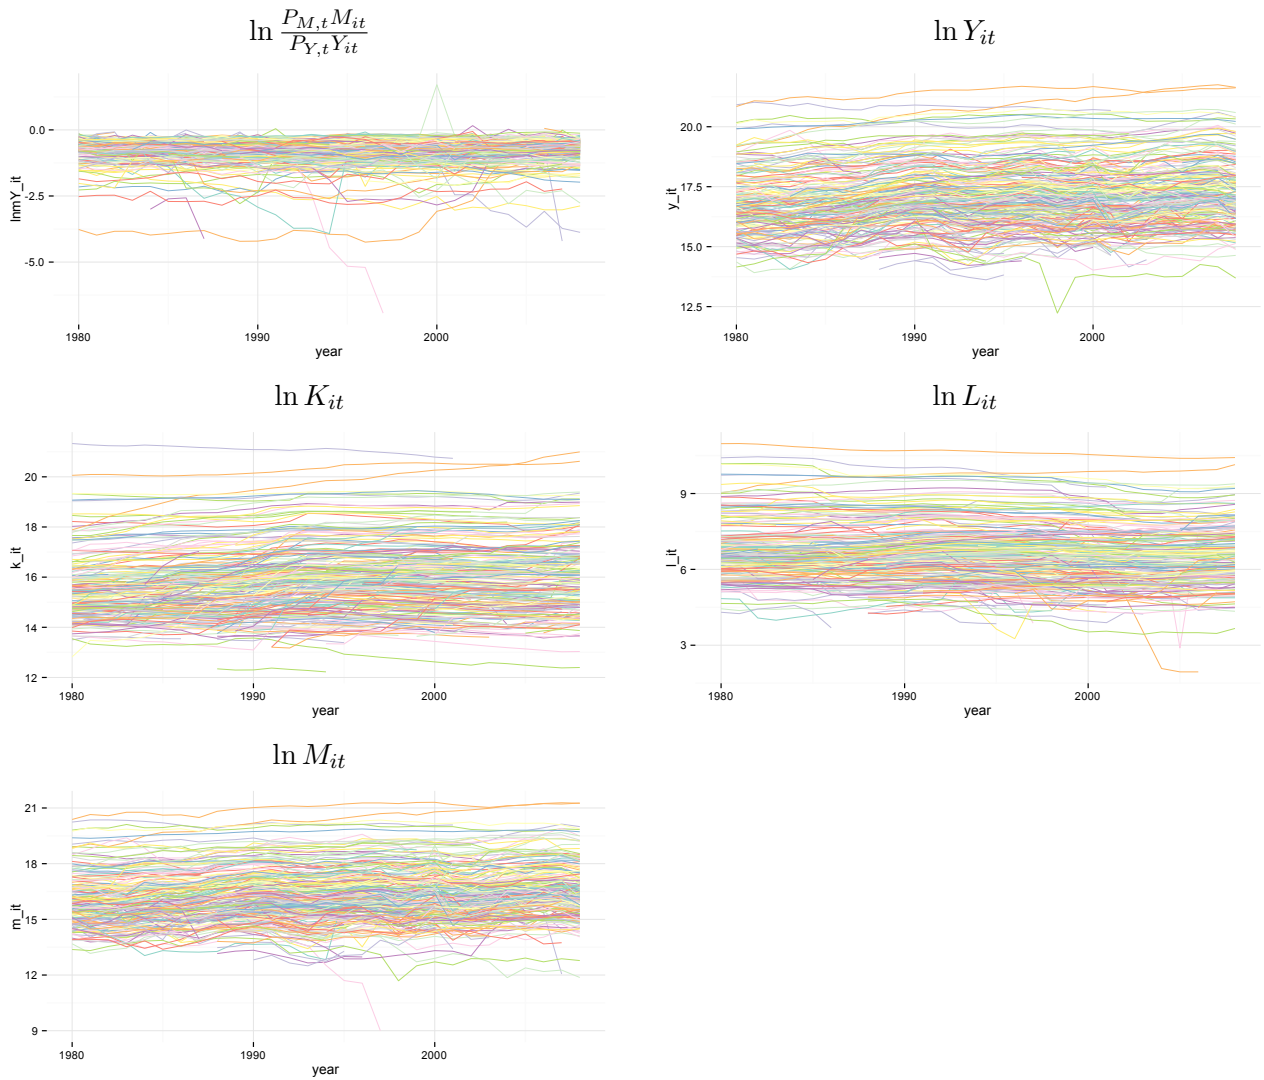 ln P_{M,t}M_{it} / P_{Y,t}Y_{it}
ln Y_{it}
0.0
-2.5
-5.0
lnmY_it
1980
1990
2000
year
20.0
17.5
15.0
12.5
y_it
1980
1990
2000
year
ln K_{it}
ln L_{it}
20
18
16
14
12
k_it
1980
1990
2000
year
9
6
3
l_it
1980
1990
2000
year
ln M_{it}
21
18
15
12
9
m_it
1980
1990
2000
year